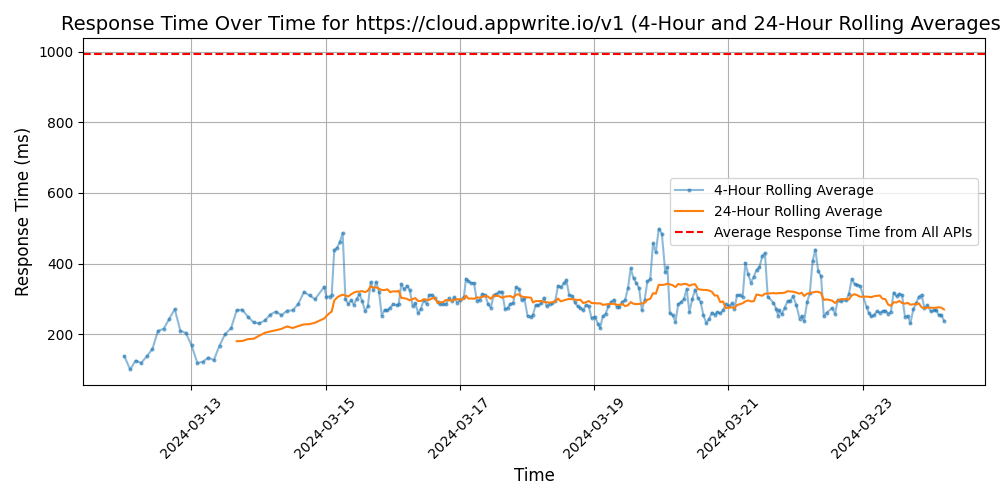 Response Time Over Time for https://cloud.appwrite.io/v1 (4-Hour and 24-Hour Rolling Averages
Response Time (ms)
1000
800
600
400
200
4-Hour Rolling Average
24-Hour Rolling Average
Average Response Time from All APIs
2024-03-13
2024-03-15
2024-03-17
2024-03-19
2024-03-21
2024-03-23
Time